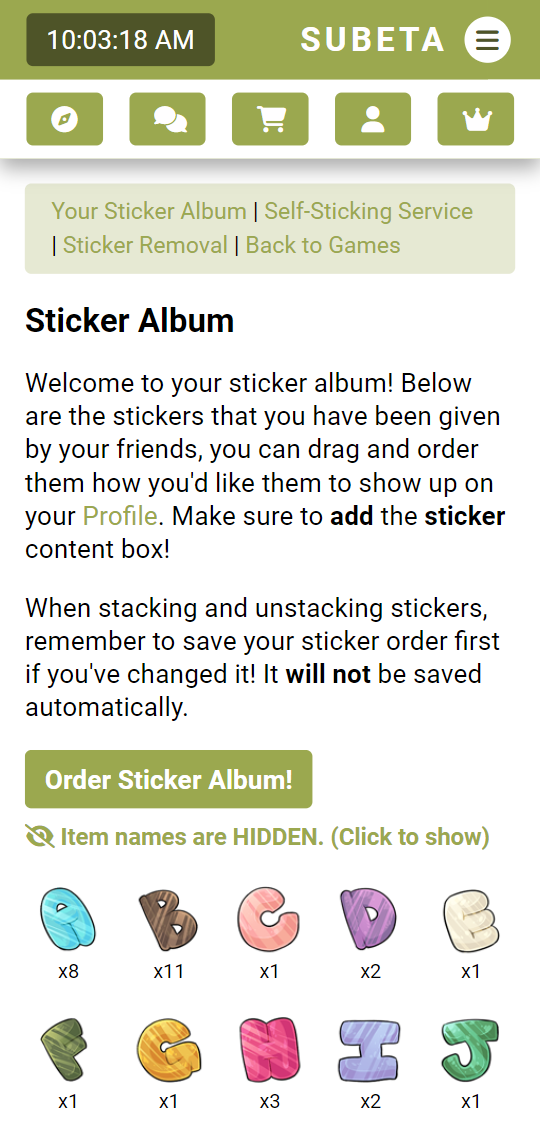 10:03:18 AM
SUBETA
Your Sticker Album | Self-Sticking Service
| Sticker Removal | Back to Games
Sticker Album
Welcome to your sticker album! Below
are the stickers that you have been given
by your friends, you can drag and order
them how you'd like them to show up on
your Profile. Make sure to add the sticker
content box!
When stacking and unstacking stickers,
remember to save your sticker order first
if you've changed it! It will not be saved
automatically.
Order Sticker Album!
Item names are HIDDEN. (Click to show)
A B C D E
x8 x11 x1 x2 x1
F G H I J
x1 x1 x3 x2 x1